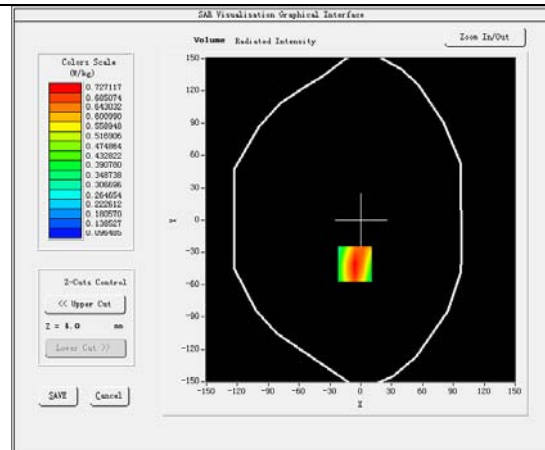 SAR Visualisation Graphical Interface
Volume Radiated Intensity
Zoom In/Out
Colors Scale
(W/kg)
0.727117
0.685074
0.643032
0.600990
0.558948
0.516906
0.474864
0.432822
0.390780
0.348738
0.306696
0.264654
0.222612
0.180570
0.138527
0.096485
150
120
90
60
30
0
-30
-60
-90
-120
-150
Y
-150 -120 -90 -60 -30 0 30 60 90 120 150
X
Z-Cuts Control
<< Upper Cut
Z = 4.0 mm
Lower Cut >>
SAVE Cancel